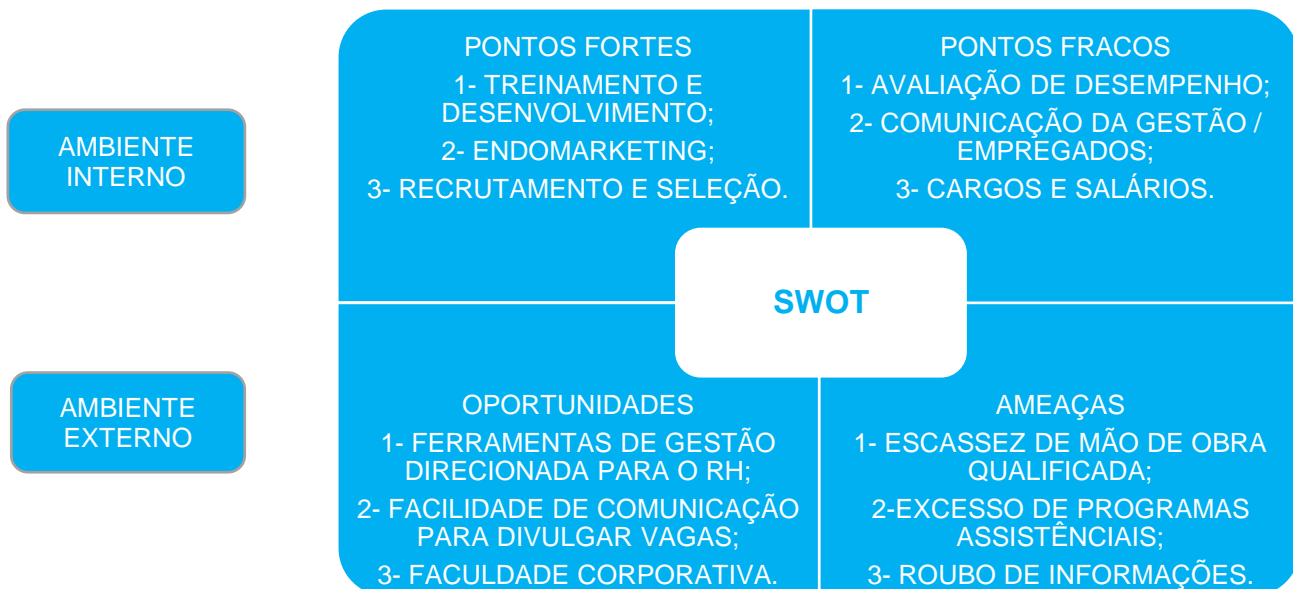 AMBIENTE
INTERNO
PONTOS FORTES
1- TREINAMENTO E
DESENVOLVIMENTO;
2- ENDOMARKETING;
3- RECRUTAMENTO E SELEÇÃO.
PONTOS FRACOS
1- AVALIAÇÃO DE DESEMPENHO;
2- COMUNICAÇÃO DA GESTÃO /
EMPREGADOS;
3- CARGOS E SALÁRIOS.
SWOT
AMBIENTE
EXTERNO
OPORTUNIDADES
1- FERRAMENTAS DE GESTÃO
DIRECIONADA PARA O RH;
2- FACILIDADE DE COMUNICAÇÃO
PARA DIVULGAR VAGAS;
3- FACULDADE CORPORATIVA.
AMEAÇAS
1- ESCASSEZ DE MÃO DE OBRA
QUALIFICADA;
2-EXCESSO DE PROGRAMAS
ASSISTÊNCIAIS;
3- ROUBO DE INFORMAÇÕES.